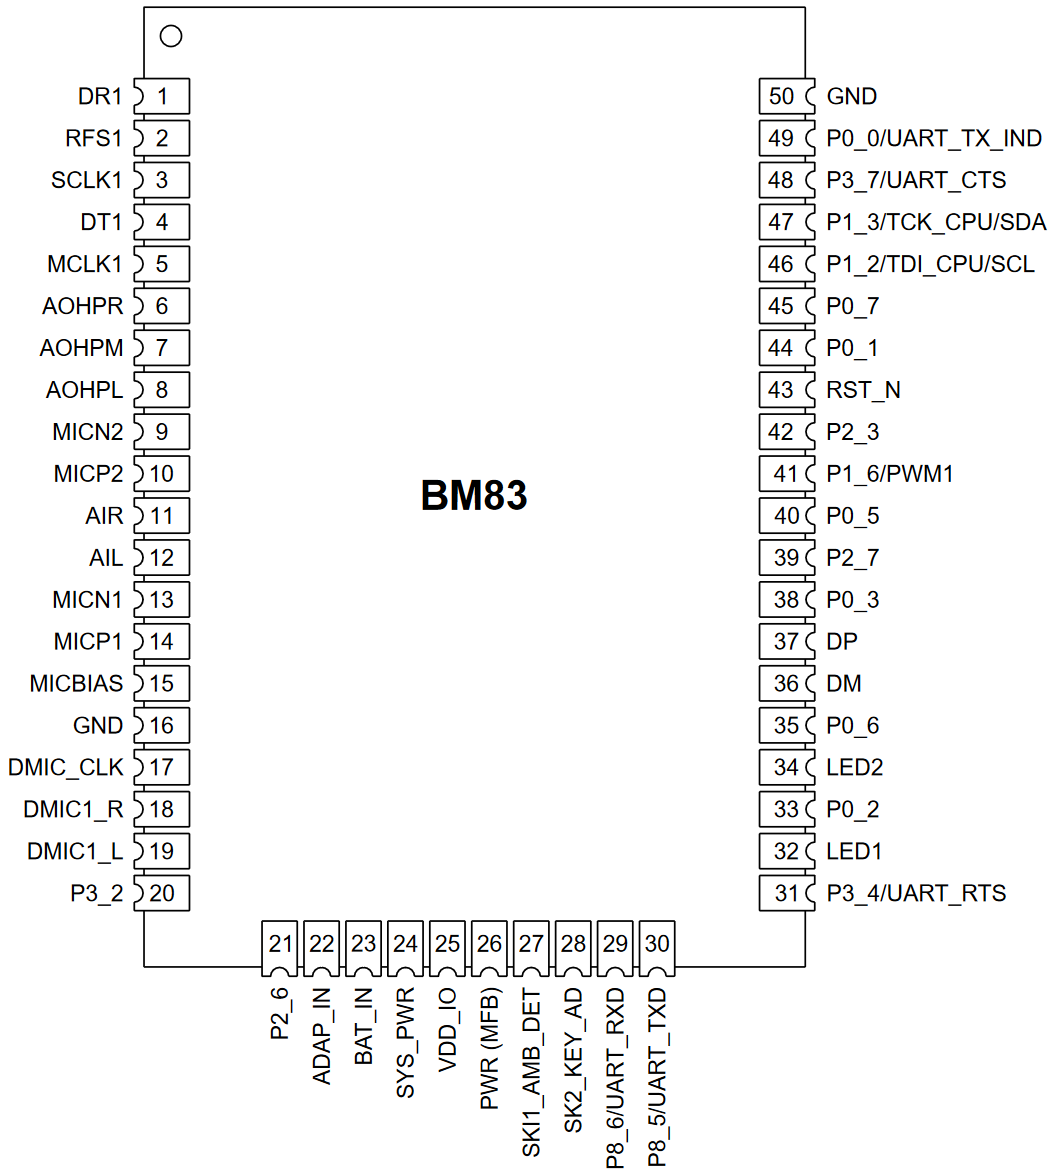 DR1 1
RFS1 2
SCLK1 3
DT1 4
MCLK1 5
AOHPR 6
AOHPM 7
AOHPL 8
MICN2 9
MICP2 10
AIR 11
AIL 12
MICN1 13
MICP1 14
MICBIAS 15
GND 16
DMIC_CLK 17
DMIC1_R 18
DMIC1_L 19
P3_2 20
BM83
50 GND
49 P0_0/UART_TX_IND
48 P3_7/UART_CTS
47 P1_3/TCK_CPU/SDA
46 P1_2/TDI_CPU/SCL
45 P0_7
44 P0_1
43 RST_N
42 P2_3
41 P1_6/PWM1
40 P0_5
39 P2_7
38 P0_3
37 DP
36 DM
35 P0_6
34 LED2
33 P0_2
32 LED1
31 P3_4/UART_RTS
21 P2_6
22 ADAP_IN
23 BAT_IN
24 SYS_PWR
25 VDD_IO
26 PWR (MFB)
27 SKI1_AMB_DET
28 SK2_KEY_AD
29 P8_6/UART_RXD
30 P8_5/UART_TXD